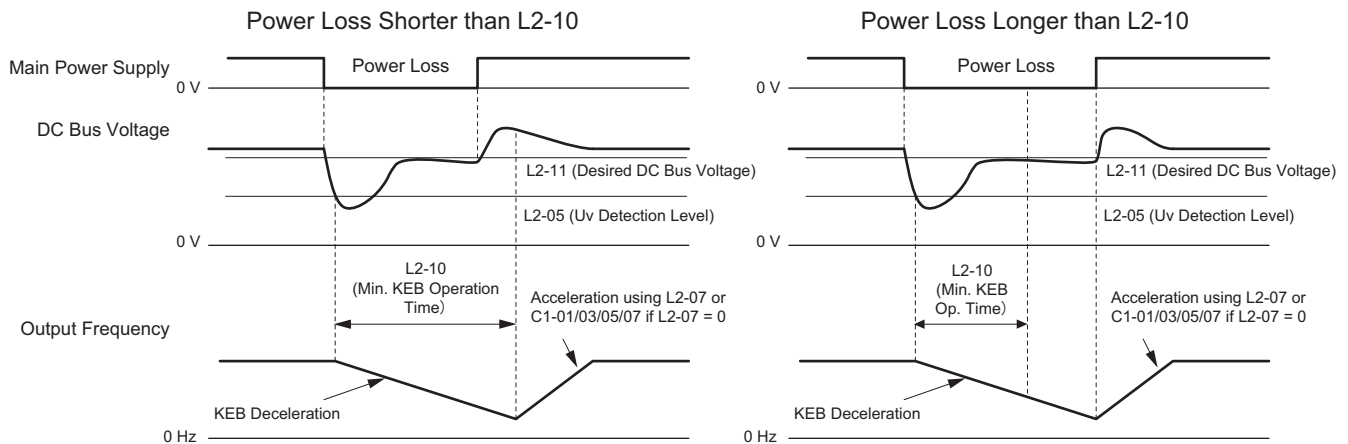 Power Loss Shorter than L2-10
Main Power Supply
Power Loss
0 V
DC Bus Voltage
L2-11 (Desired DC Bus Voltage)
L2-05 (Uv Detection Level)
0 V
L2-10
(Min. KEB Operation
Time)
Acceleration using L2-07 or
C1-01/03/05/07 if L2-07 = 0
Output Frequency
KEB Deceleration
0 Hz
Power Loss Longer than L2-10
Power Loss
0 V
L2-11 (Desired DC Bus Voltage)
L2-05 (Uv Detection Level)
0 V
L2-10
(Min. KEB
Op. Time)
Acceleration using L2-07 or
C1-01/03/05/07 if L2-07 = 0
KEB Deceleration
0 Hz